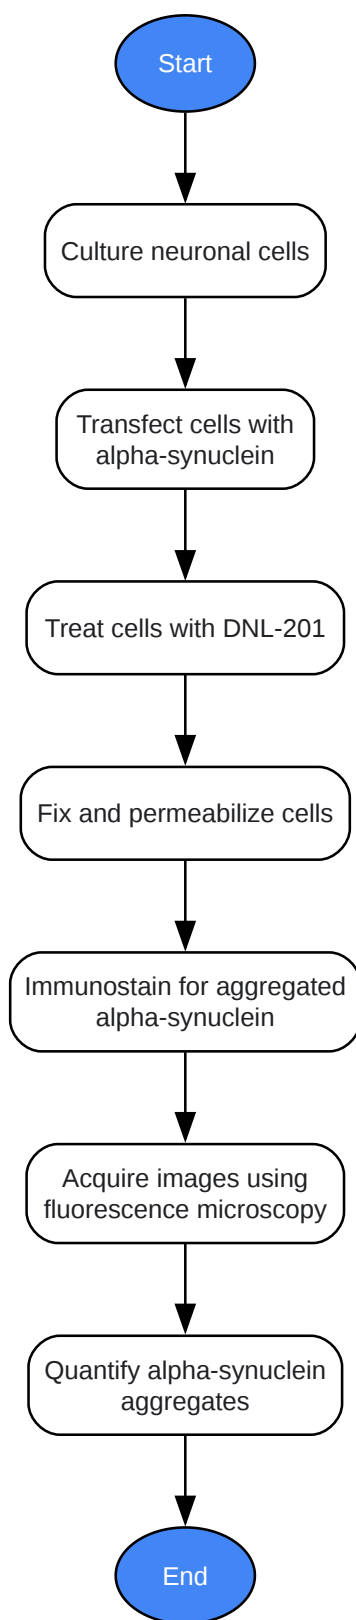 Start
Culture neuronal cells
Transfect cells with
alpha-synuclein
Treat cells with DNL-201
Fix and permeabilize cells
Immunostain for aggregated
alpha-synuclein
Acquire images using
fluorescence microscopy
Quantify alpha-synuclein
aggregates
End